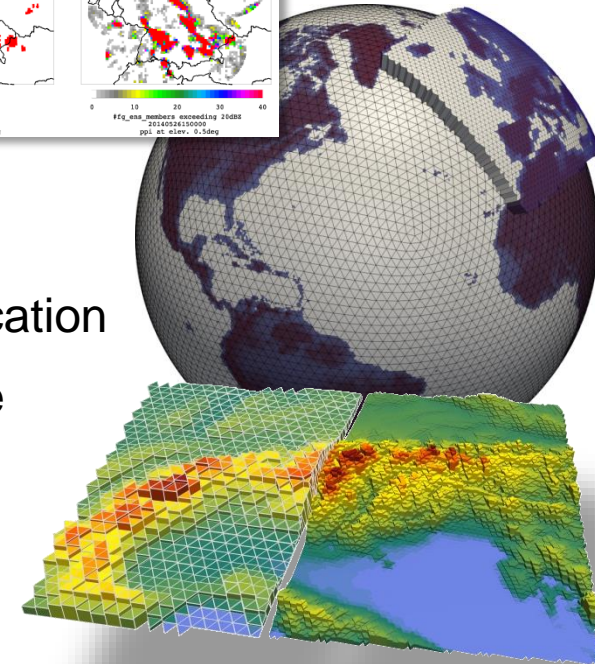 0 10 20 30 40
#fg_ens_members exceeding 20dBZ
20140526150000
ppi at elev. 0.5deg
cation
e